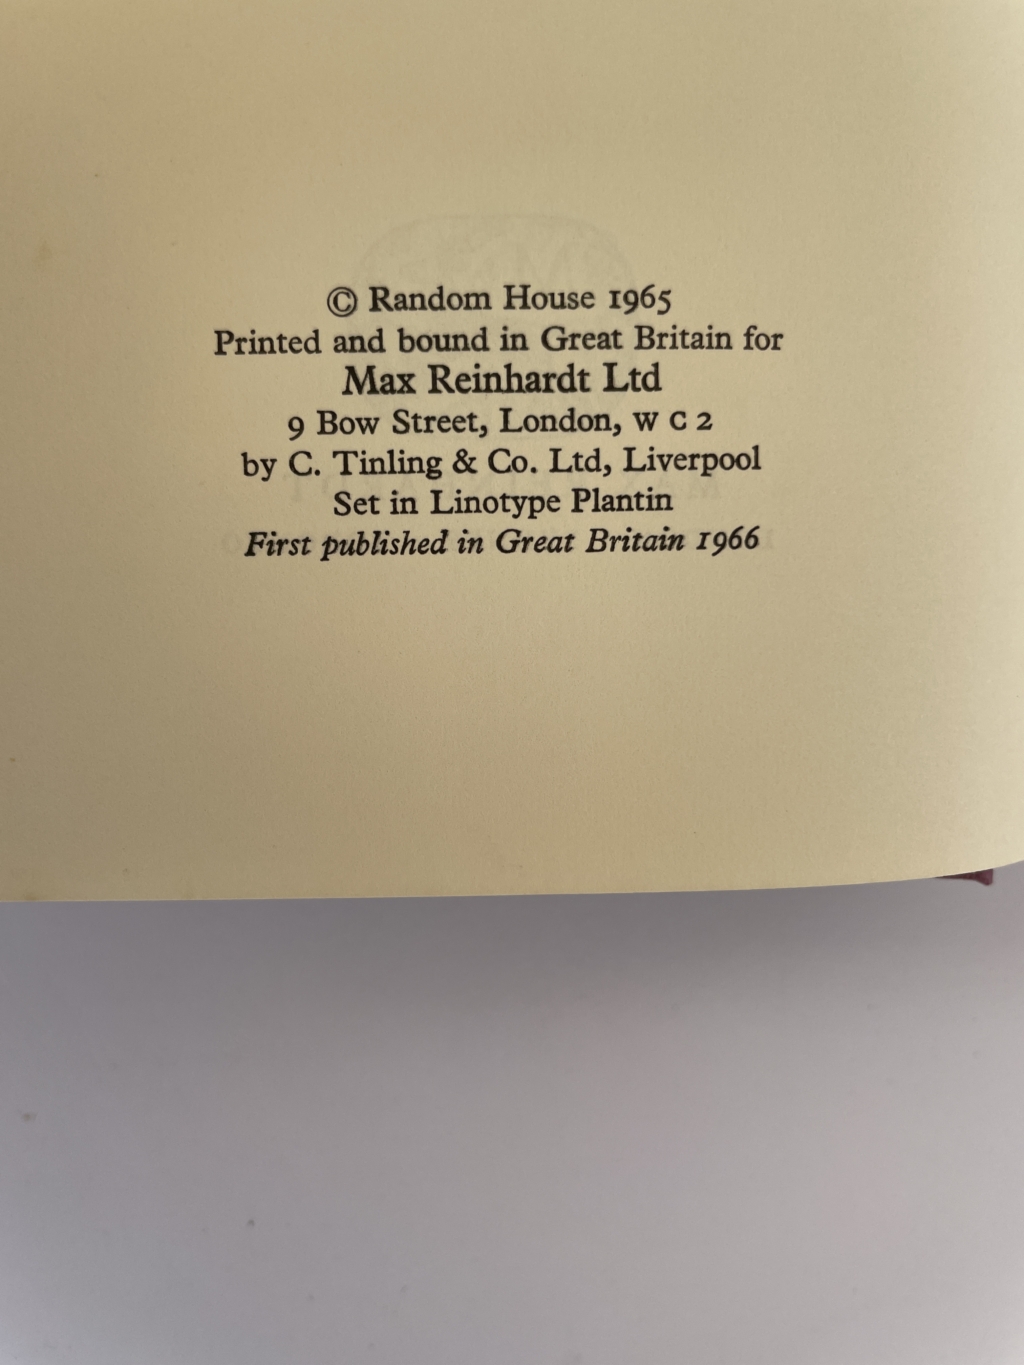 © Random House 1965
Printed and bound in Great Britain for
Max Reinhardt Ltd
9 Bow Street, London, W C 2
by C. Tinling & Co. Ltd, Liverpool
Set in Linotype Plantin
First published in Great Britain 1966